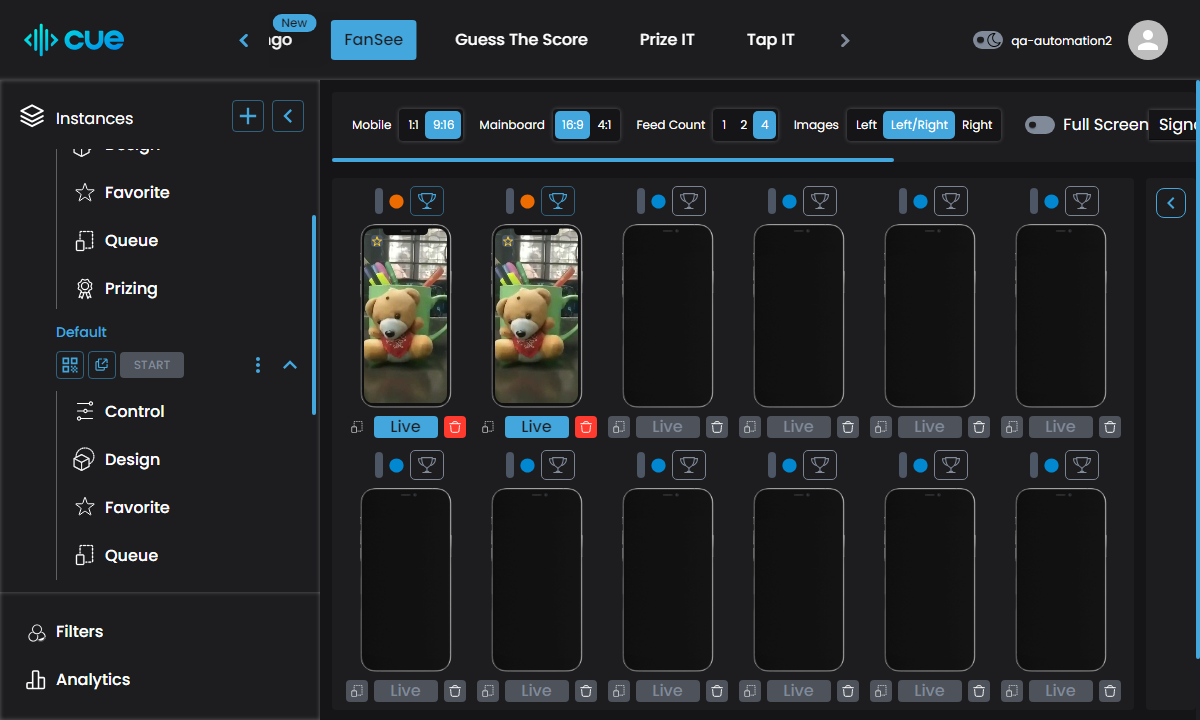 cue
New
FanSee
Guess The Score
Prize IT
Tap IT
qa-automation2
Instances
Mobile
1:1
9:16
Mainboard
16:9
4:1
Feed Count
1
2
4
Images
Left
Left/Right
Right
Full Screen
Design
Favorite
Queue
Prizing
Default
START
Control
Design
Favorite
Queue
Filters
Analytics
Live
Live
Live
Live
Live
Live
Live
Live
Live
Live
Live
Live